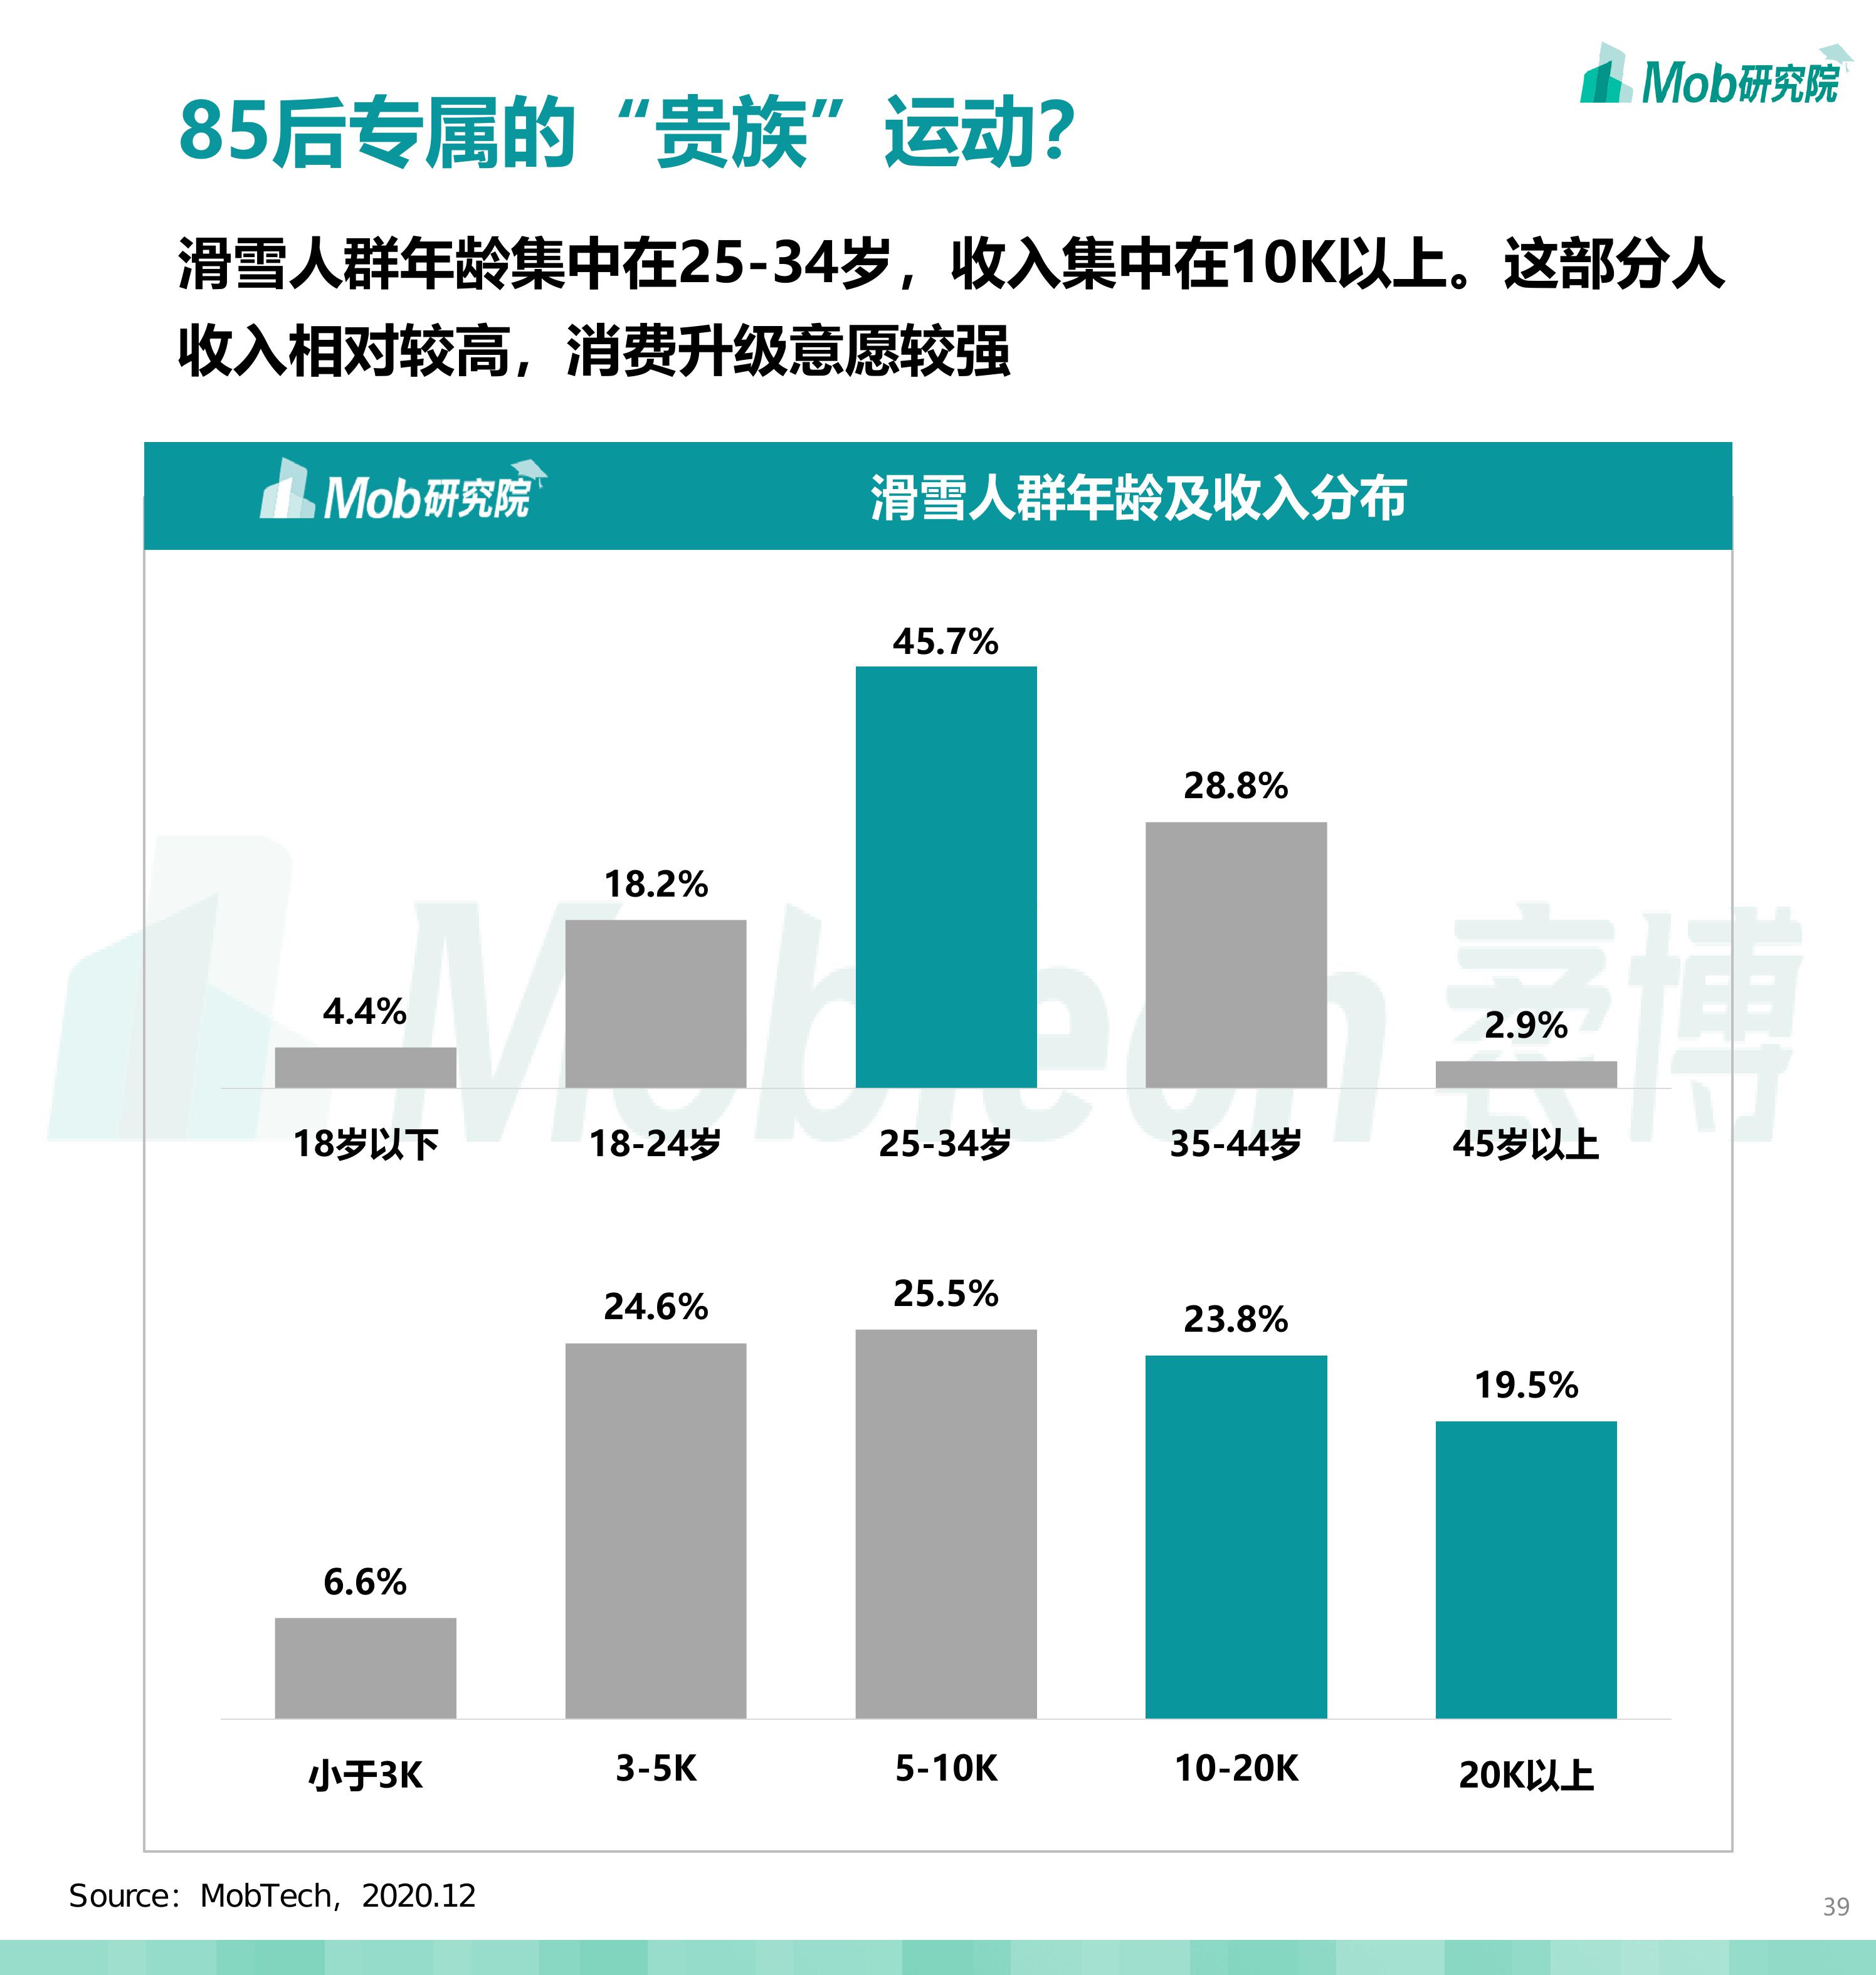 Mob研究院
85后专属的“贵族”运动？
滑雪人群年龄集中在25-34岁，收入集中在10K以上。这部分人
收入相对较高，消费升级意愿较强
Mob研究院
滑雪人群年龄及收入分布
45.7%
28.8%
18.2%
4.4%
2.9%
18岁以下 18-24岁 25-34岁 35-44岁 45岁以上
MobTech 袤博
25.5%
24.6%
23.8%
19.5%
6.6%
小于3K 3-5K 5-10K 10-20K 20K以上
Source：MobTech，2020.12
39